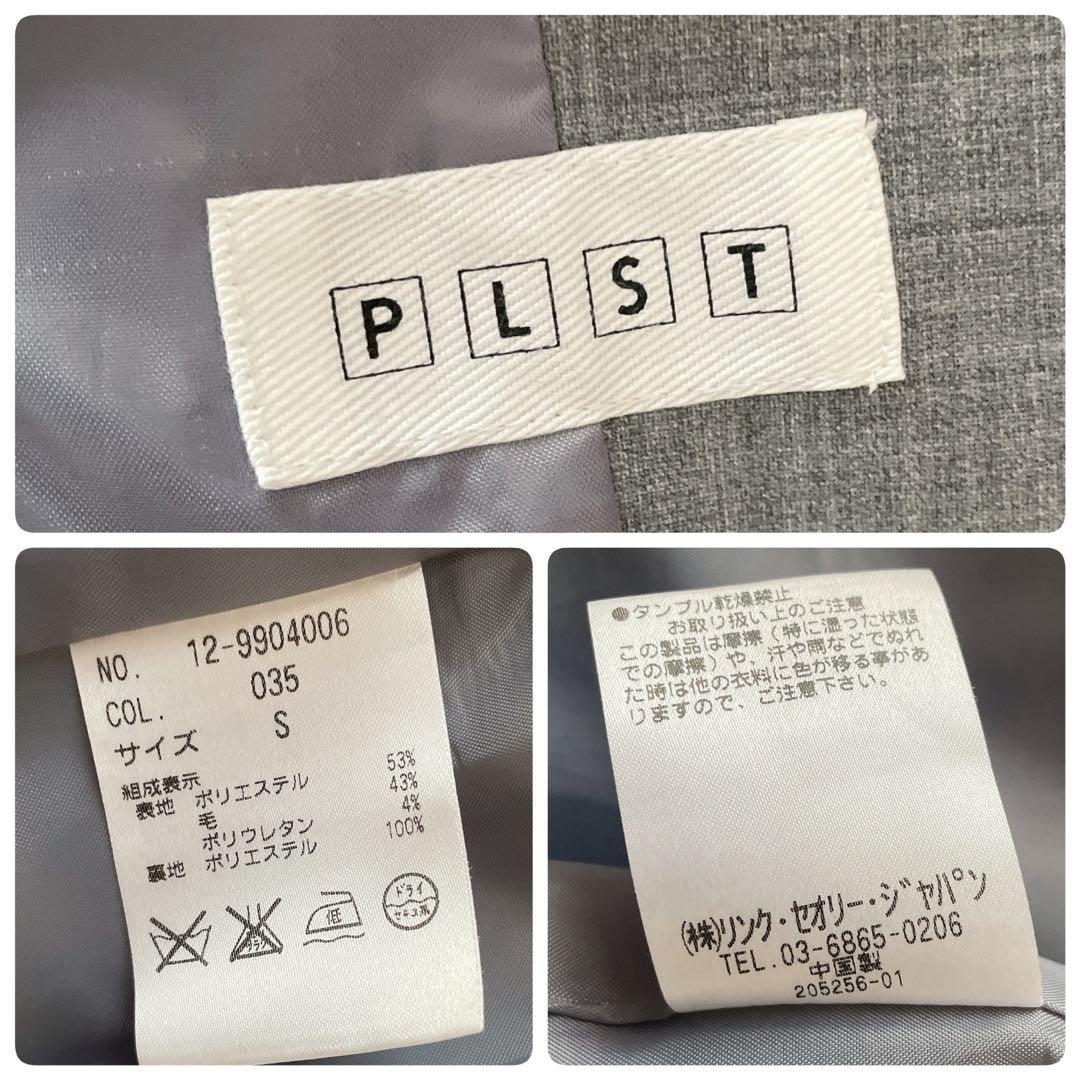 P L S T
NO. 12-9904006
COL. 035
サイズ S
組成表示
表地 ポリエステル 53%
毛 43%
ポリウレタン 4%
裏地 ポリエステル 100%
低
ドライ
セキユ系
●タンブル乾燥禁止
お取り扱い上のご注意
この製品は摩擦(特に湿った状態
での摩擦)や、汗や雨などでぬれ
た時は他の衣料に色が移る事があ
りますので、ご注意下さい。
(株)リンク・セオリー・ジャパン
TEL.03-6865-0206
中国製
205256-01